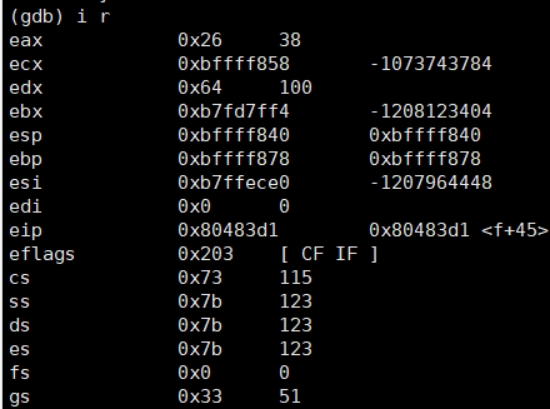 (gdb) i r
eax 0x26 38
ecx 0xbffff858 -1073743784
edx 0x64 100
ebx 0xb7fd7ff4 -1208123404
esp 0xbffff840 0xbffff840
ebp 0xbffff878 0xbffff878
esi 0xb7ffece0 -1207964448
edi 0x0 0
eip 0x80483d1 0x80483d1 <f+45>
eflags 0x203 [ CF IF ]
cs 0x73 115
ss 0x7b 123
ds 0x7b 123
es 0x7b 123
fs 0x0 0
gs 0x33 51